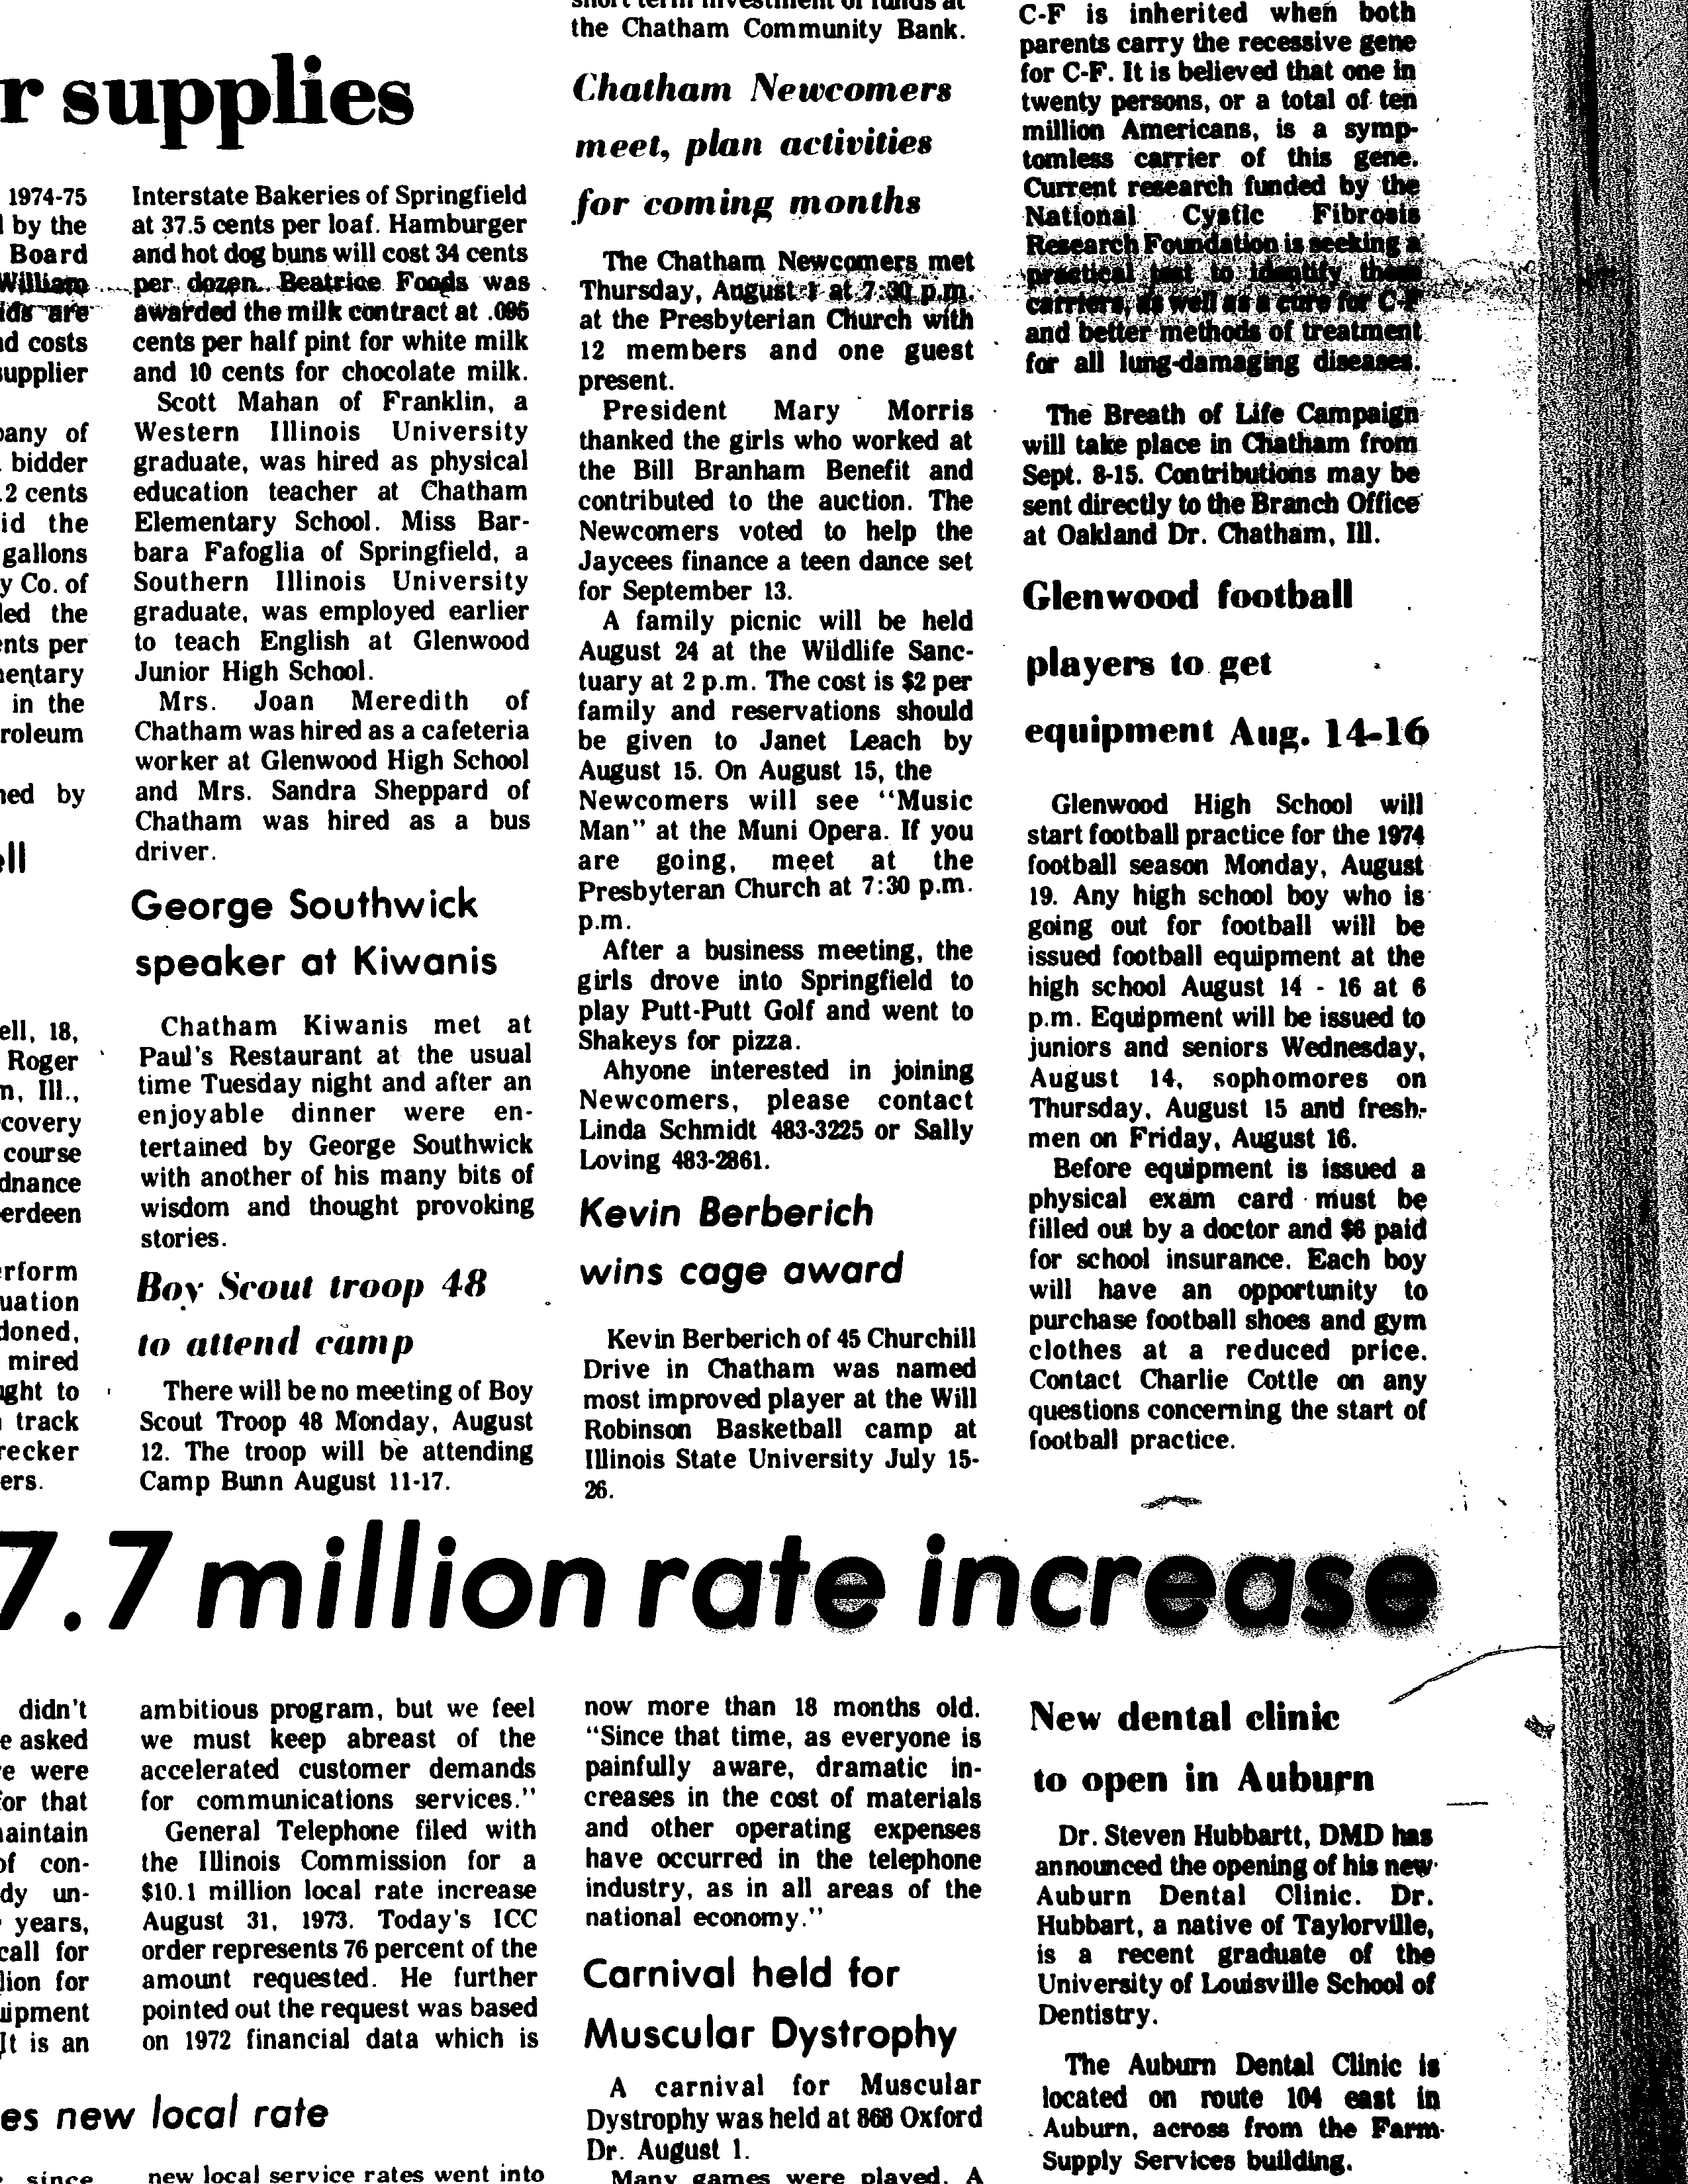 r supplies
1974-75
by the
Board
William
ids are
d costs
supplier
pany of
bidder
.2 cents
id the
gallons
y Co. of
led the
ents per
mentary
in the
roleum
ned by
ell
ell, 18,
Roger
n, Ill.,
covery
course
dnance
erdeen
erform
uation
doned,
mired
ught to
track
recker
ers.
Interstate Bakeries of Springfield
at 37.5 cents per loaf. Hamburger
and hot dog buns will cost 34 cents
per dozen. Beatrice Foods was
awarded the milk contract at .095
cents per half pint for white milk
and 10 cents for chocolate milk.
Scott Mahan of Franklin, a
Western Illinois University
graduate, was hired as physical
education teacher at Chatham
Elementary School. Miss Bar-
bara Fafoglia of Springfield, a
Southern Illinois University
graduate, was employed earlier
to teach English at Glenwood
Junior High School.
Mrs. Joan Meredith of
Chatham was hired as a cafeteria
worker at Glenwood High School
and Mrs. Sandra Sheppard of
Chatham was hired as a bus
driver.
George Southwick
speaker at Kiwanis
Chatham Kiwanis met at
Paul's Restaurant at the usual
time Tuesday night and after an
enjoyable dinner were en-
tertained by George Southwick
with another of his many bits of
wisdom and thought provoking
stories.
Boy Scout troop 48
to attend camp
There will be no meeting of Boy
Scout Troop 48 Monday, August
12. The troop will be attending
Camp Bunn August 11-17.
short term investment of funds at
the Chatham Community Bank.
Chatham Newcomers
meet, plan activities
for coming months
The Chatham Newcomers met
Thursday, August 1 at 7:30 p.m.
at the Presbyterian Church with
12 members and one guest
present.
President Mary Morris
thanked the girls who worked at
the Bill Branham Benefit and
contributed to the auction. The
Newcomers voted to help the
Jaycees finance a teen dance set
for September 13.
A family picnic will be held
August 24 at the Wildlife Sanc-
tuary at 2 p.m. The cost is $2 per
family and reservations should
be given to Janet Leach by
August 15. On August 15, the
Newcomers will see "Music
Man" at the Muni Opera. If you
are going, meet at the
Presbyteran Church at 7:30 p.m.
p.m.
After a business meeting, the
girls drove into Springfield to
play Putt-Putt Golf and went to
Shakeys for pizza.
Ahyone interested in joining
Newcomers, please contact
Linda Schmidt 483-3225 or Sally
Loving 483-2861.
Kevin Berberich
wins cage award
Kevin Berberich of 45 Churchill
Drive in Chatham was named
most improved player at the Will
Robinson Basketball camp at
Illinois State University July 15-
26.
C-F is inherited when both
parents carry the recessive gene
for C-F. It is believed that one in
twenty persons, or a total of ten
million Americans, is a symp-
tomless carrier of this gene.
Current research funded by the
National Cystic Fibrosis
Research Foundation is seeking a
practical test to identify these
carriers, as well as a cure for C-F
and better methods of treatment
for all lung-damaging diseases.
The Breath of Life Campaign
will take place in Chatham from
Sept. 8-15. Contributions may be
sent directly to the Branch Office
at Oakland Dr. Chatham, Ill.
Glenwood football
players to get
equipment Aug. 14-16
Glenwood High School will
start football practice for the 1974
football season Monday, August
19. Any high school boy who is
going out for football will be
issued football equipment at the
high school August 14 - 16 at 6
p.m. Equipment will be issued to
juniors and seniors Wednesday,
August 14, sophomores on
Thursday, August 15 and fresh-
men on Friday, August 16.
Before equipment is issued a
physical exam card must be
filled out by a doctor and $6 paid
for school insurance. Each boy
will have an opportunity to
purchase football shoes and gym
clothes at a reduced price.
Contact Charlie Cottle on any
questions concerning the start of
football practice.
7.7 million rate increase
didn't
e asked
re were
for that
maintain
of con-
dy un-
years,
call for
lion for
uipment
It is an
es new local rate
since
ambitious program, but we feel
we must keep abreast of the
accelerated customer demands
for communications services."
General Telephone filed with
the Illinois Commission for a
$10.1 million local rate increase
August 31, 1973. Today's ICC
order represents 76 percent of the
amount requested. He further
pointed out the request was based
on 1972 financial data which is
new local service rates went into
now more than 18 months old.
"Since that time, as everyone is
painfully aware, dramatic in-
creases in the cost of materials
and other operating expenses
have occurred in the telephone
industry, as in all areas of the
national economy."
Carnival held for
Muscular Dystrophy
A carnival for Muscular
Dystrophy was held at 868 Oxford
Dr. August 1.
Many games were played. A
New dental clinic
to open in Auburn
Dr. Steven Hubbartt, DMD has
announced the opening of his new
Auburn Dental Clinic. Dr.
Hubbart, a native of Taylorville,
is a recent graduate of the
University of Louisville School of
Dentistry.
The Auburn Dental Clinic is
located on route 104 east in
Auburn, across from the Farm
Supply Services building.